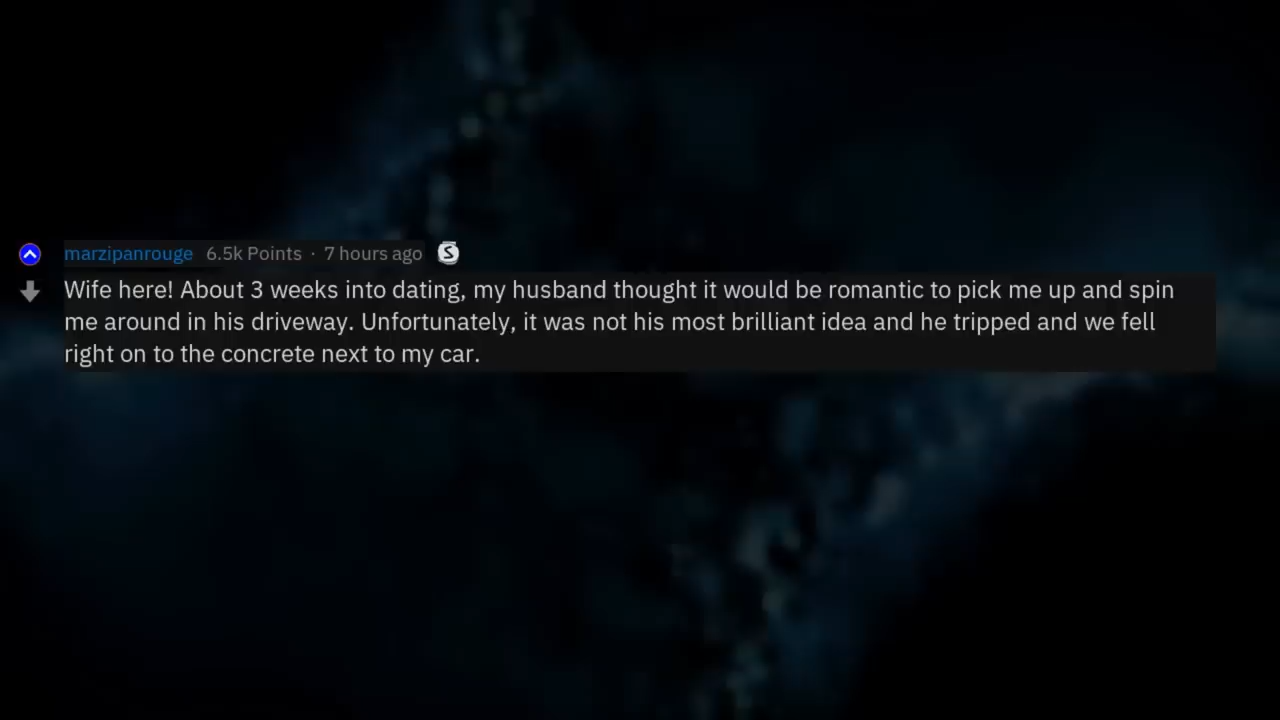 marzipanrouge 6.5k Points · 7 hours ago S
Wife here! About 3 weeks into dating, my husband thought it would be romantic to pick me up and spin
me around in his driveway. Unfortunately, it was not his most brilliant idea and he tripped and we fell
right on to the concrete next to my car.